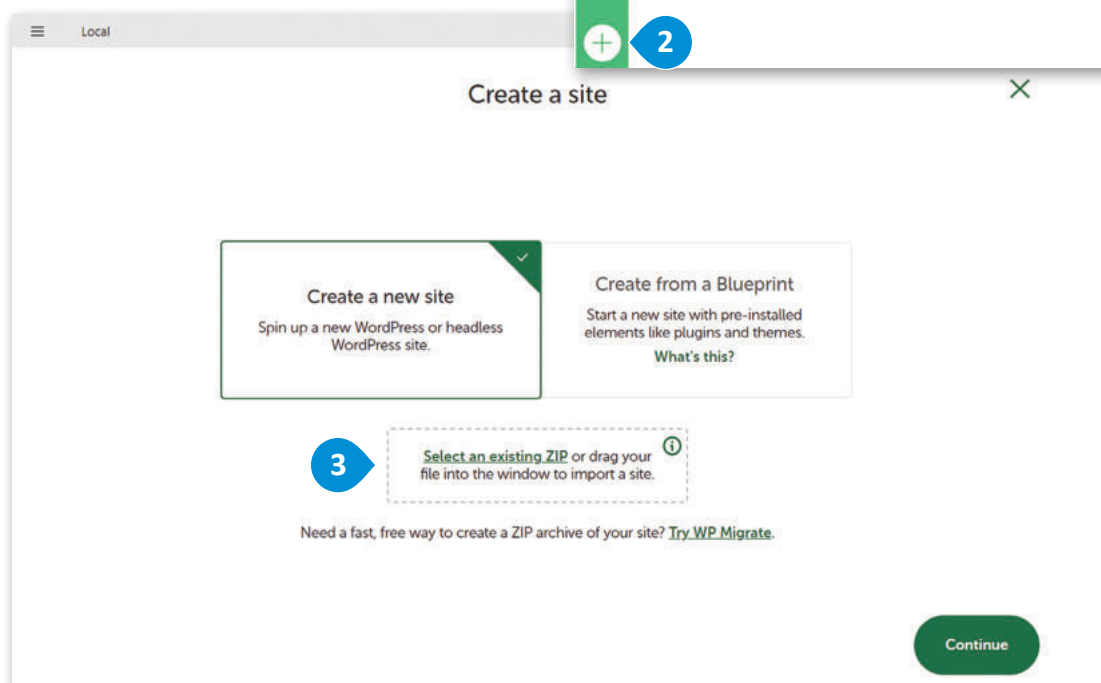 Local
2
Create a site
Create a new site
Spin up a new WordPress or headless
WordPress site.
Create from a Blueprint
Start a new site with pre-installed
elements like plugins and themes.
What's this?
3
Select an existing ZIP or drag your
file into the window to import a site.
Need a fast, free way to create a ZIP archive of your site? Try WP Migrate.
Continue